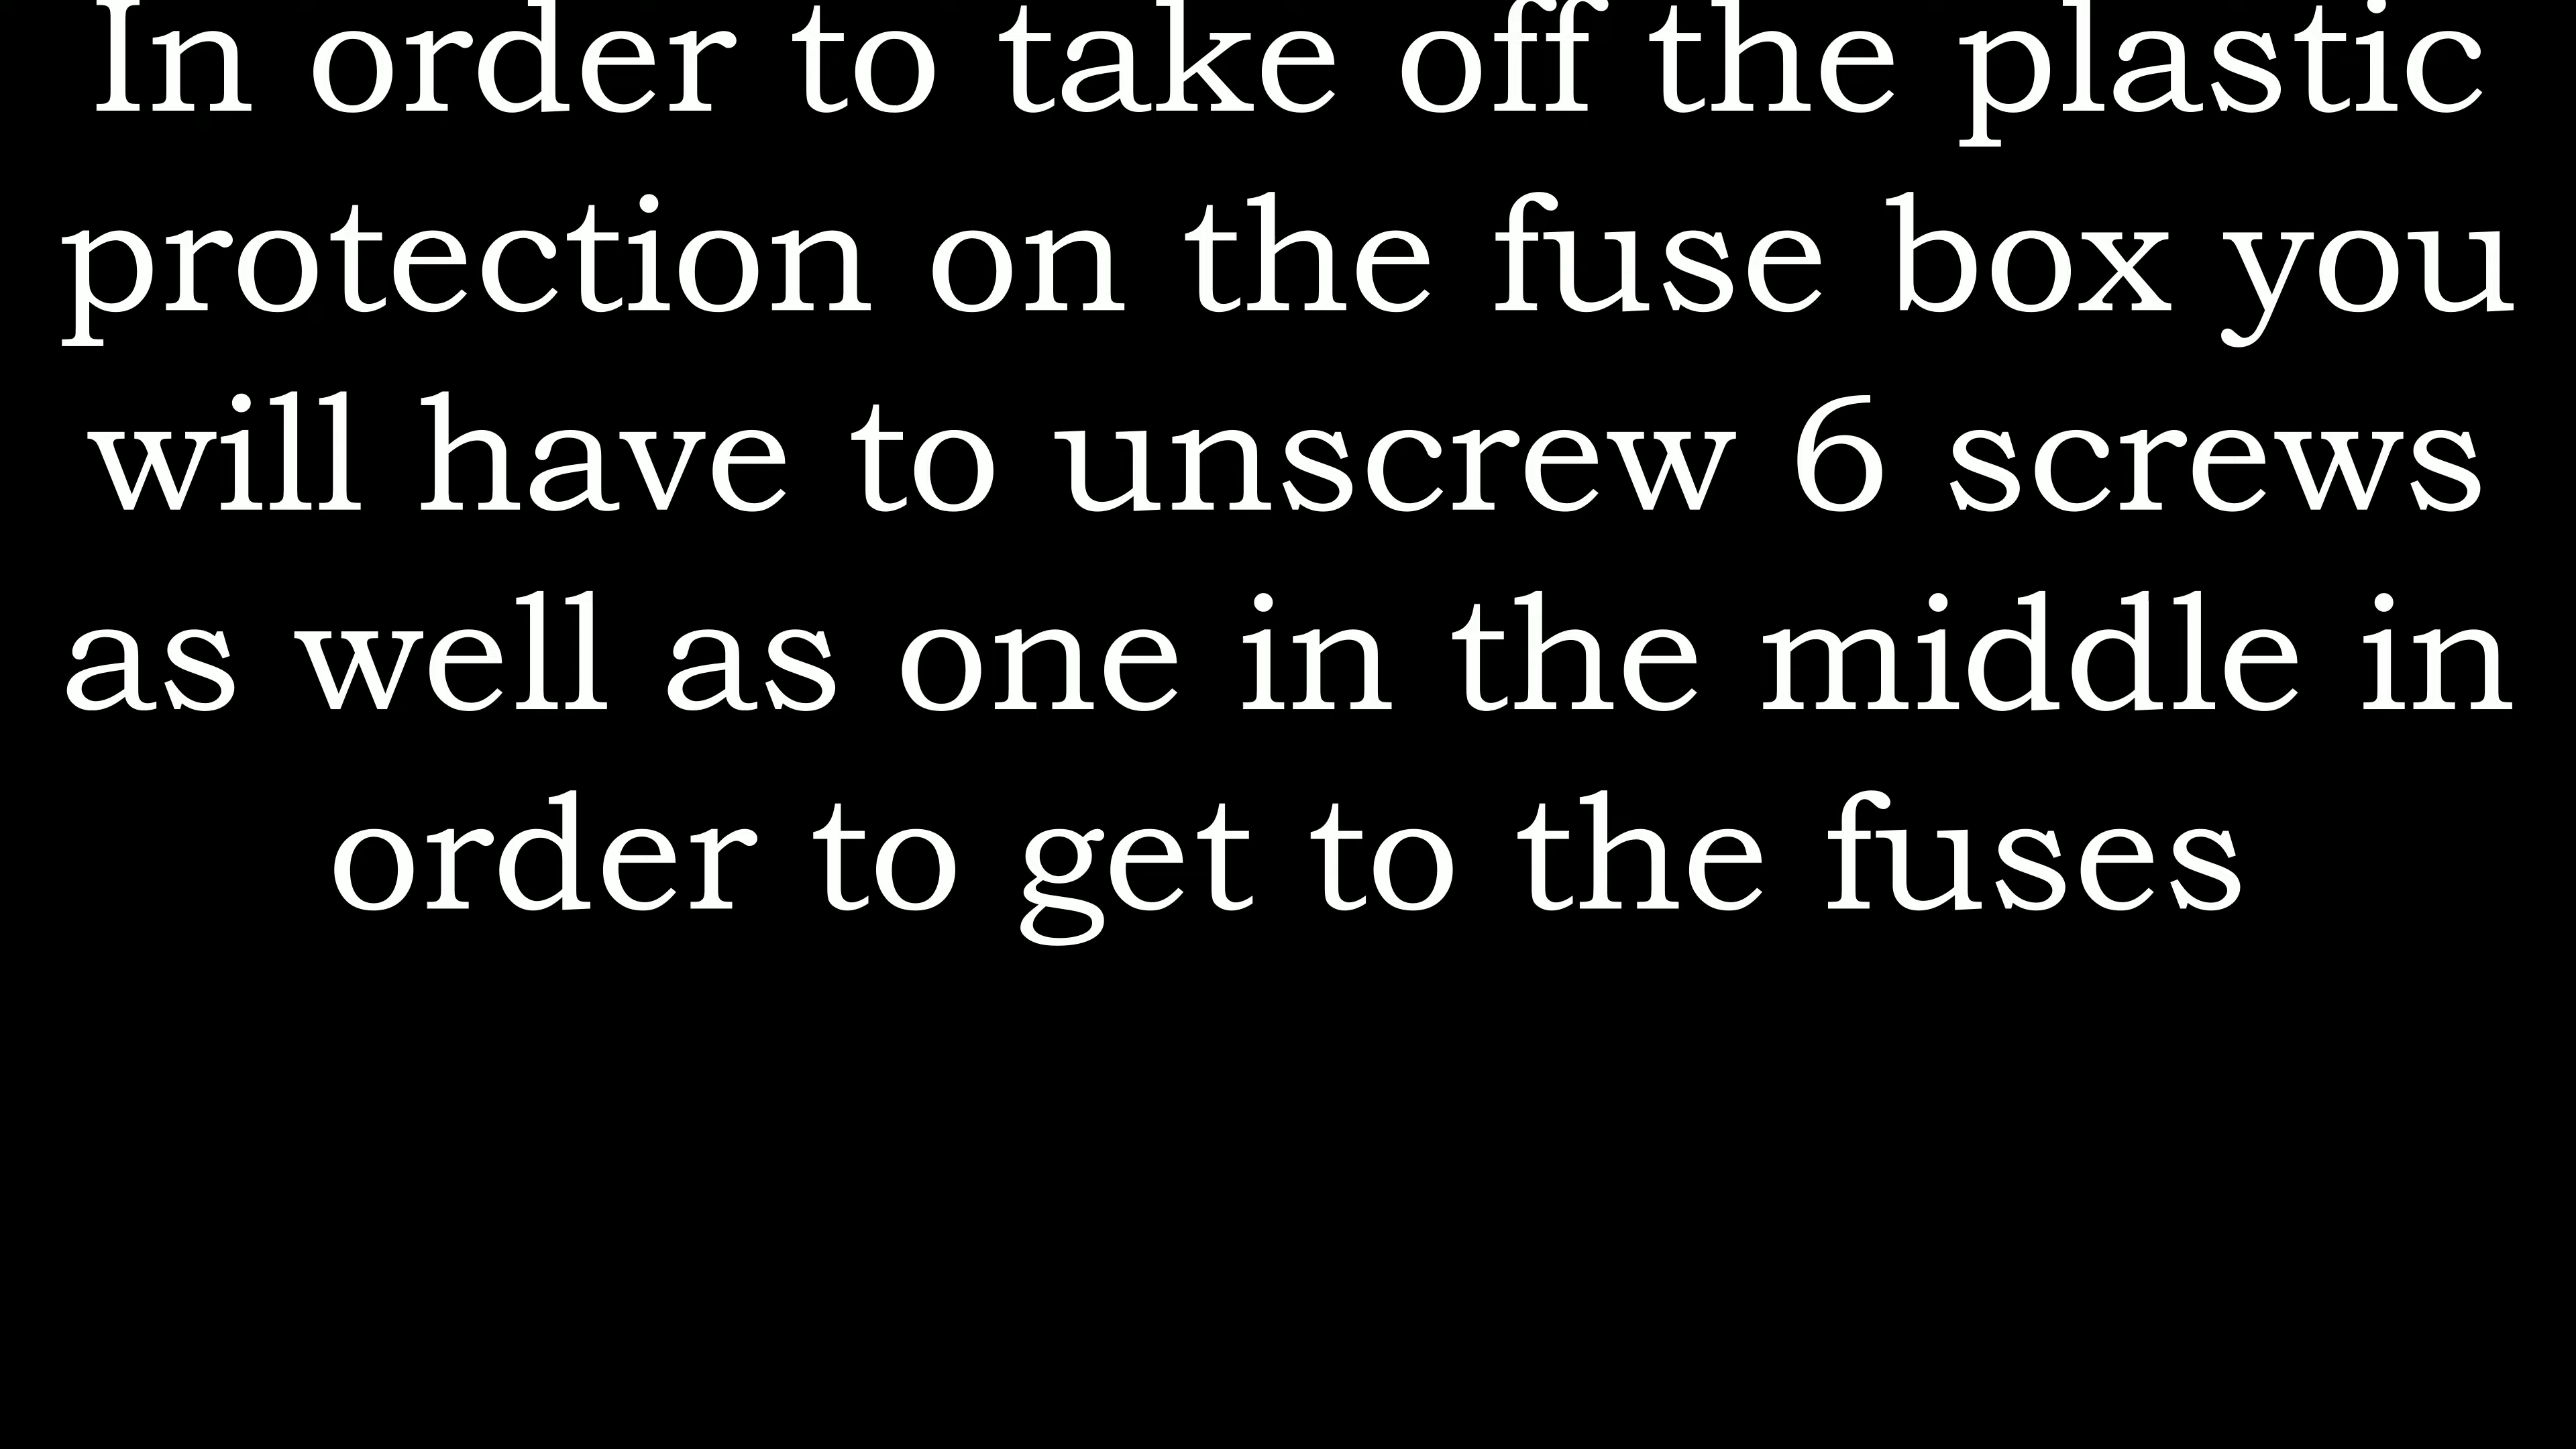 In order to take off the plastic
protection on the fuse box you
will have to unscrew 6 screws
as well as one in the middle in
order to get to the fuses